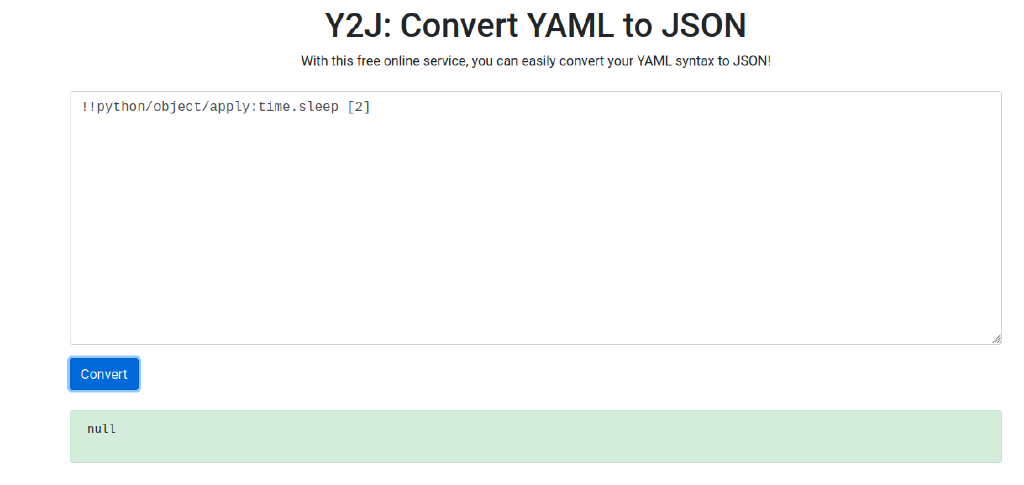 Y2J: Convert YAML to JSON
With this free online service, you can easily convert your YAML syntax to JSON!
!!python/object/apply:time.sleep [2]
Convert
null